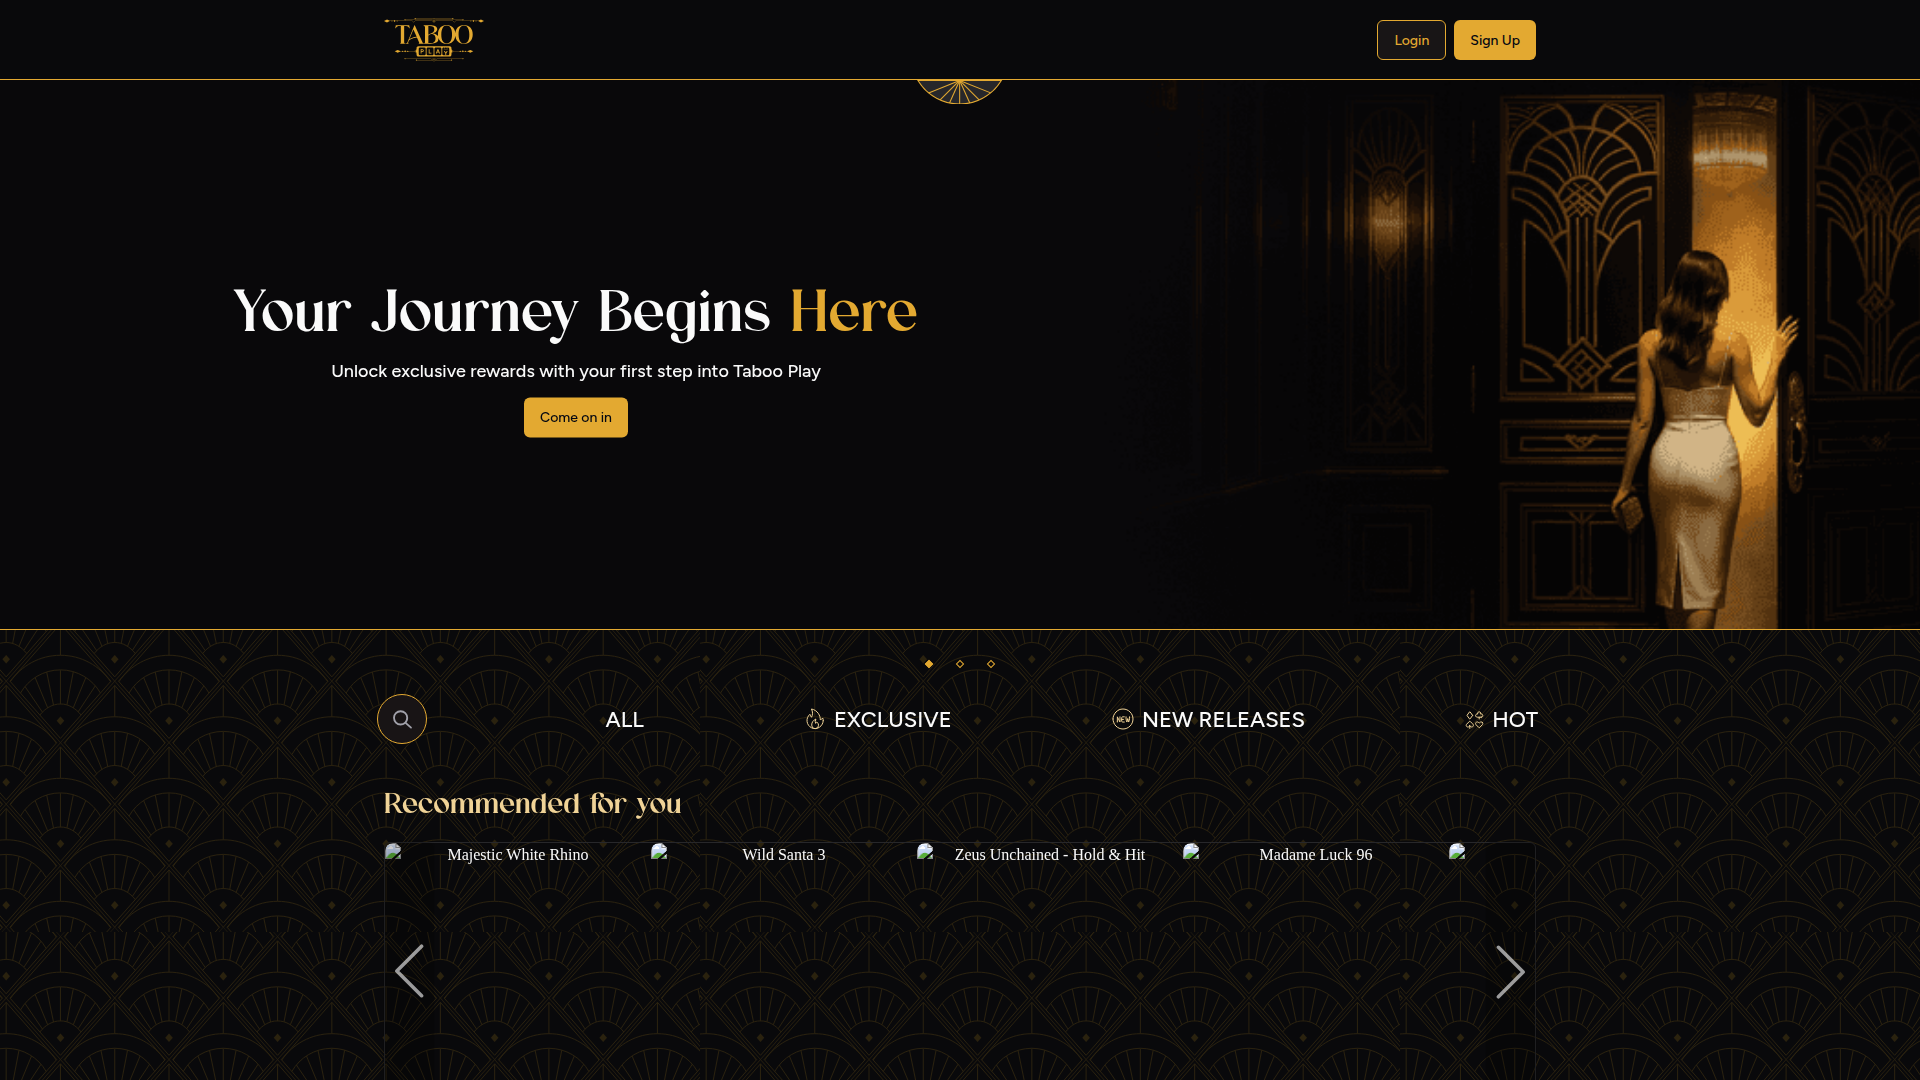 TABOO
PLAY
Login
Sign Up
Your Journey Begins Here
Unlock exclusive rewards with your first step into Taboo Play
Come on in
ALL
EXCLUSIVE
NEW
NEW RELEASES
HOT
Recommended for you
Majestic White Rhino
Wild Santa 3
Zeus Unchained - Hold & Hit
Madame Luck 96